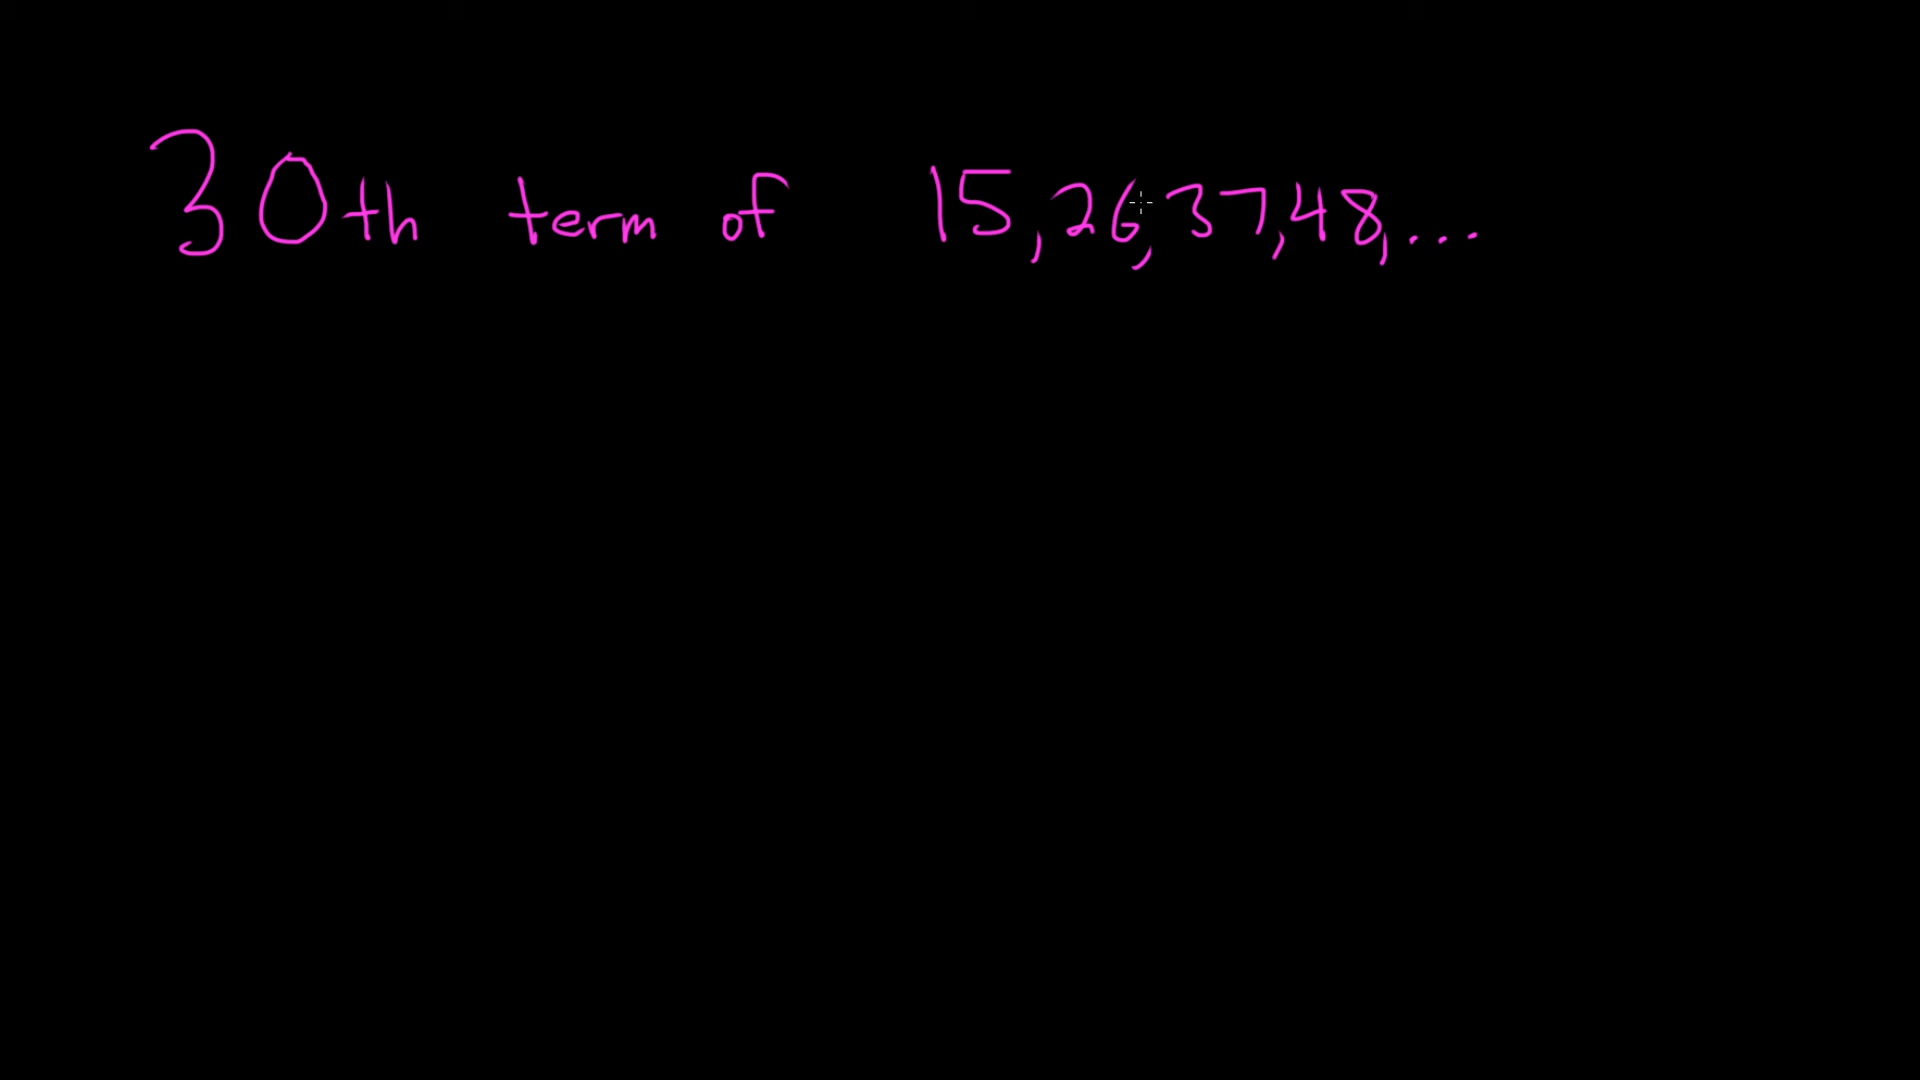 30th term of 15, 26, 37, 48, ...